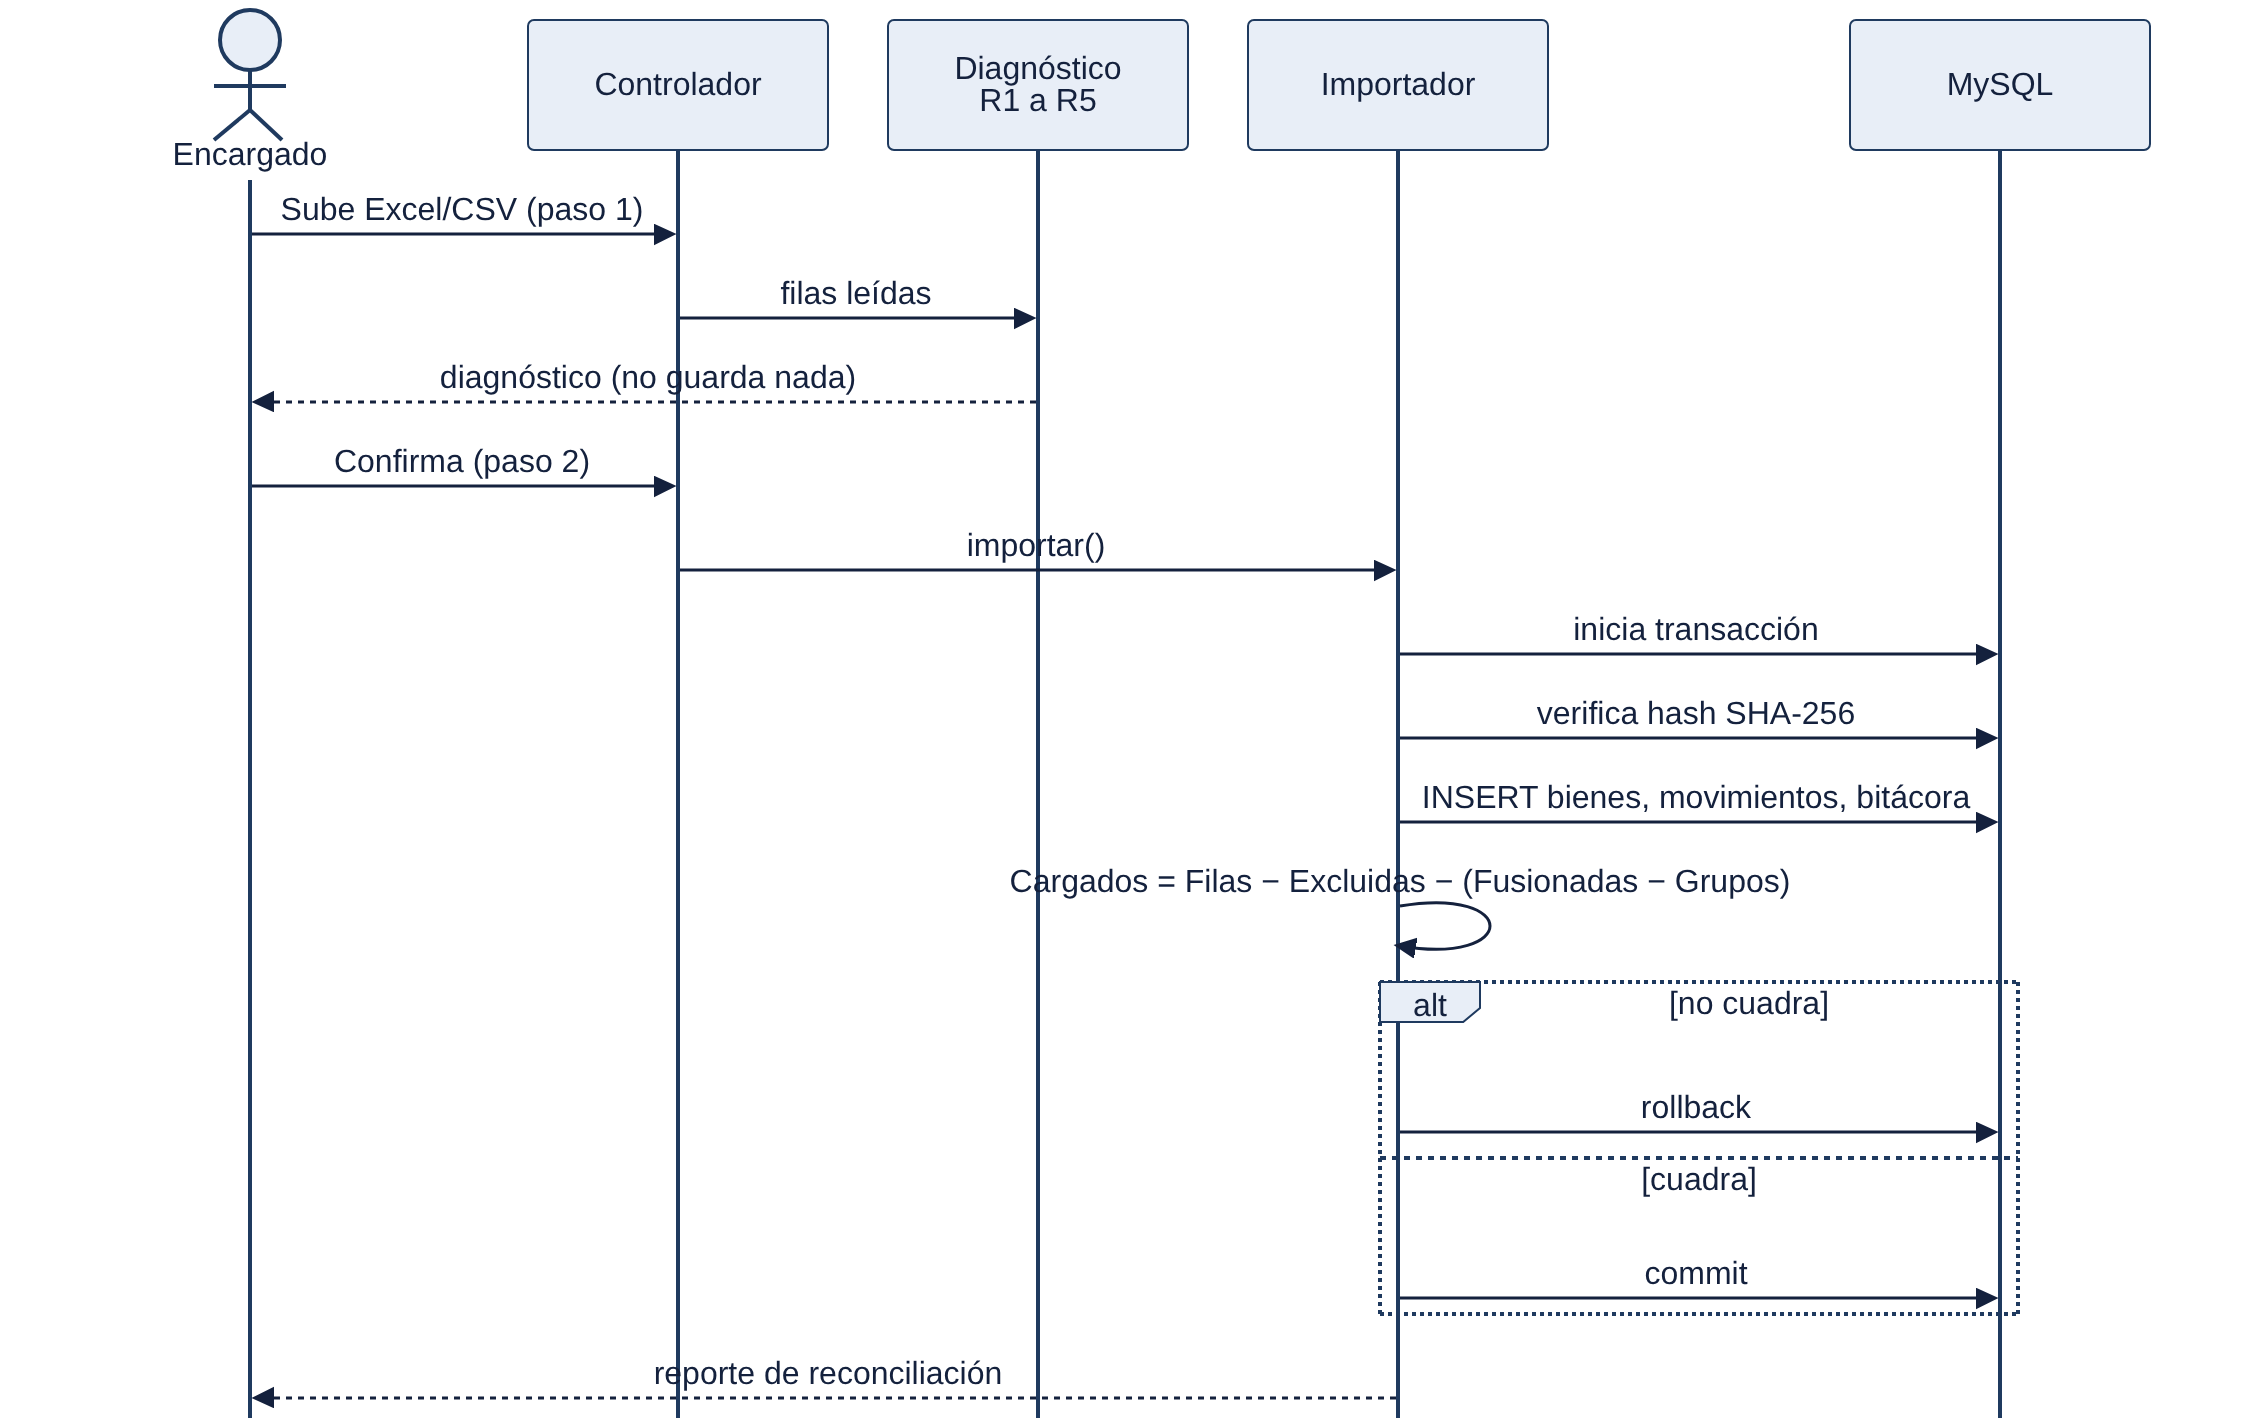 Encargado
Controlador
Diagnóstico
R1 a R5
Importador
MySQL
Sube Excel/CSV (paso 1)
filas leídas
diagnóstico (no guarda nada)
Confirma (paso 2)
importar()
inicia transacción
verifica hash SHA-256
INSERT bienes, movimientos, bitácora
Cargados = Filas − Excluidas − (Fusionadas − Grupos)
alt
[no cuadra]
rollback
[cuadra]
commit
reporte de reconciliación